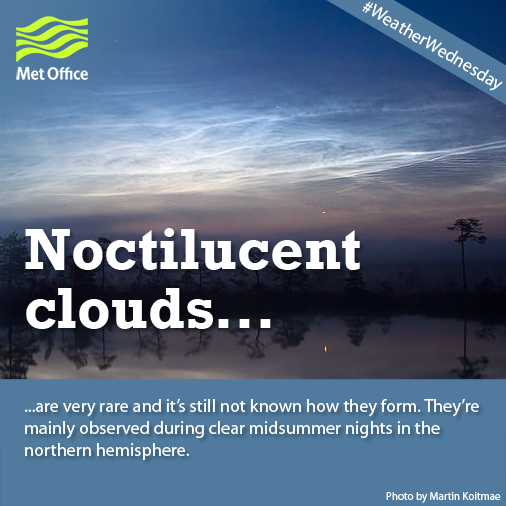 Met Office
#WeatherWednesday
Noctilucent
clouds...
...are very rare and it's still not known how they form. They're
mainly observed during clear midsummer nights in the
northern hemisphere.
Photo by Martin Koitmae